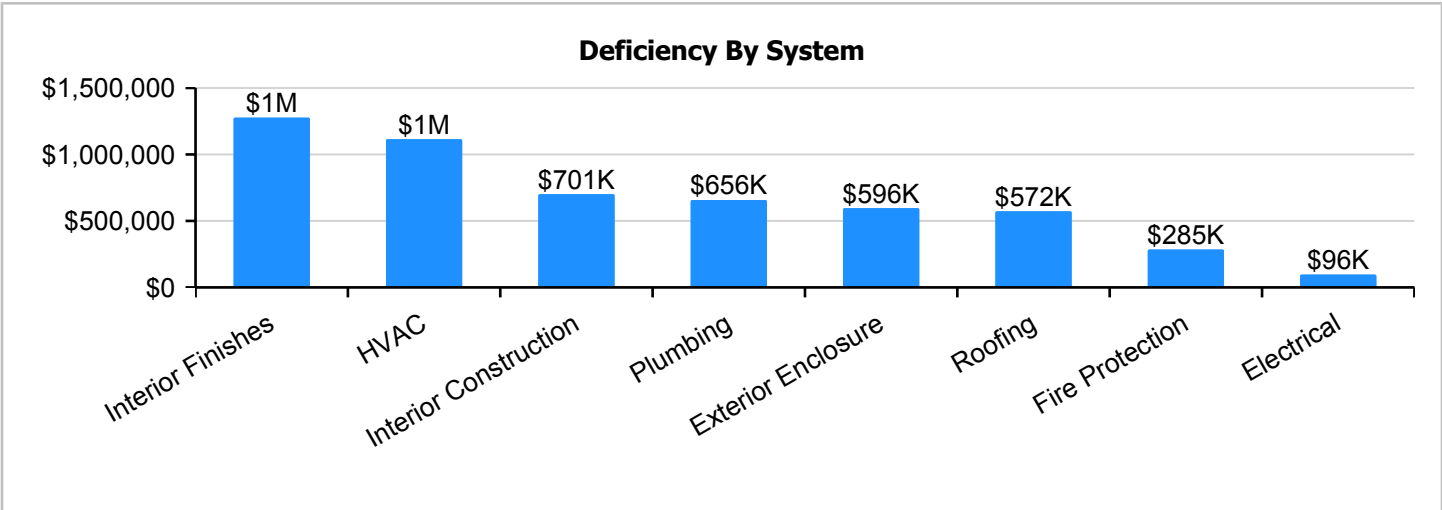 Deficiency By System
$1,500,000
$1,000,000
$500,000
$0
$1M
$1M
$701K
$656K
$596K
$572K
$285K
$96K
Interior Finishes
HVAC
Interior Construction
Plumbing
Exterior Enclosure
Roofing
Fire Protection
Electrical